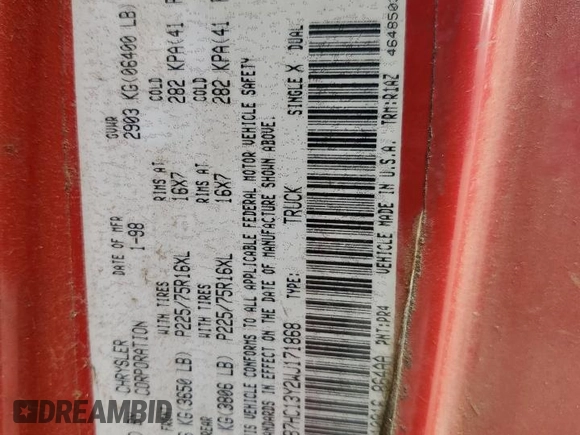 CHRYSLER
CORPORATION
DATE OF MFR
1-98
GVWR
2903 KG(06400 LB)
WITH TIRES
P225/75R16XL
RIMS AT
16X7
COLD
282 KPA(41
KG(3650 LB)
WITH TIRES
P225/75R16XL
RIMS AT
16X7
COLD
282 KPA(41
KG(3806 LB)
VEHICLE CONFORMS TO ALL APPLICABLE FEDERAL MOTOR VEHICLE SAFETY
STANDARDS IN EFFECT ON THE DATE OF MANUFACTURE SHOWN ABOVE.
TYPE: TRUCK
SINGLE X DUAL
PNT:PR4
VEHICLE MADE IN U.S.A.
TRM:R1AZ
DREAMBID